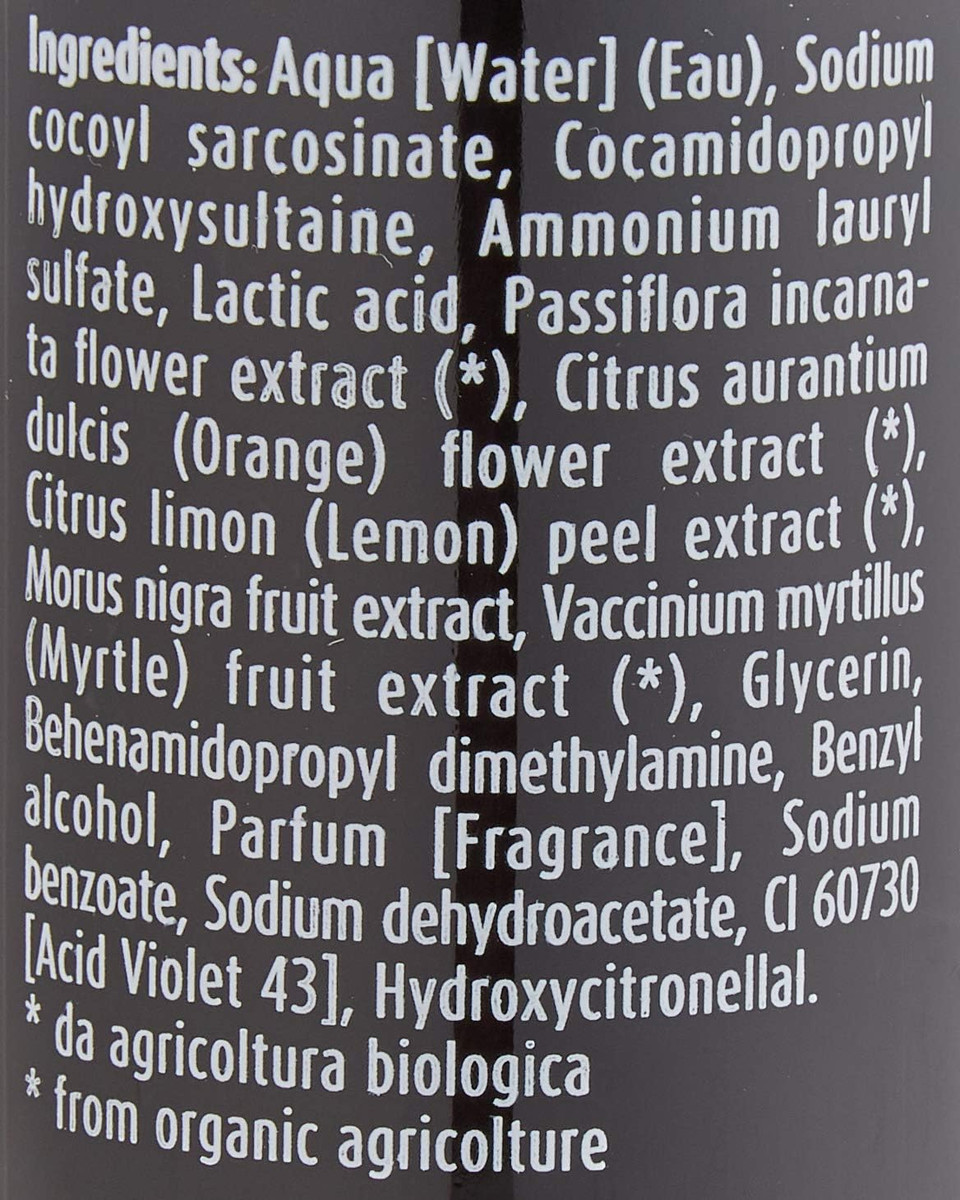 Ingredients: Aqua [Water] (Eau), Sodium
cocoyl sarcosinate, Cocamidopropyl
hydroxysultaine, Ammonium lauryl
sulfate, Lactic acid, Passiflora incarna-
ta flower extract (*), Citrus aurantium
dulcis (Orange) flower extract (*),
Citrus limon (Lemon) peel extract (*),
Morus nigra fruit extract, Vaccinium myrtillus
(Myrtle) fruit extract (*), Glycerin,
Behenamidopropyl dimethylamine, Benzyl
alcohol, Parfum [Fragrance], Sodium
benzoate, Sodium dehydroacetate, CI 60730
[Acid Violet 43], Hydroxycitronellal.
* da agricoltura biologica
* from organic agricolture